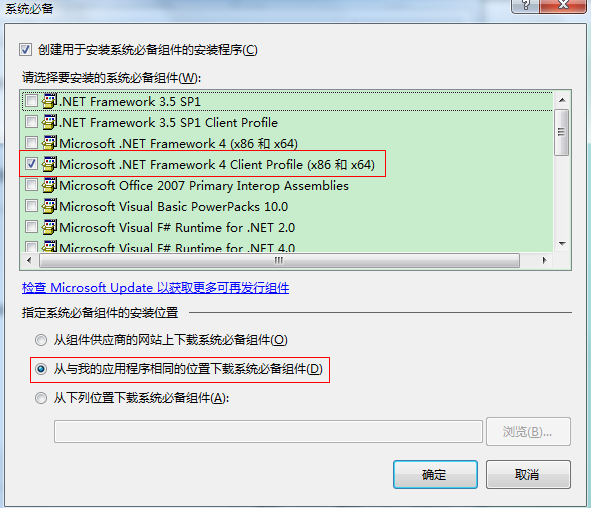 系统必备
创建用于安装系统必备组件的安装程序(C)
请选择要安装的系统必备组件(W):
.NET Framework 3.5 SP1
.NET Framework 3.5 SP1 Client Profile
Microsoft .NET Framework 4 (x86 和 x64)
Microsoft .NET Framework 4 Client Profile (x86 和 x64)
Microsoft Office 2007 Primary Interop Assemblies
Microsoft Visual Basic PowerPacks 10.0
Microsoft Visual F# Runtime for .NET 2.0
Microsoft Visual F# Runtime for .NET 4.0
检查 Microsoft Update 以获取更多可再发行组件
指定系统必备组件的安装位置
从组件供应商的网站上下载系统必备组件(O)
从与我的应用程序相同的位置下载系统必备组件(D)
从下列位置下载系统必备组件(A):
浏览(B)...
确定
取消